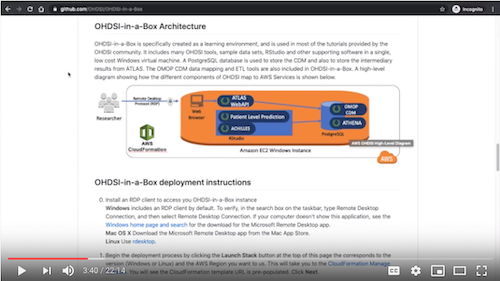 github.com/OHDSI/OHDSI-in-a-Box
Incognito
OHDSI-in-a-Box Architecture
OHDSI-in-a-Box is specifically created as a learning environment, and is used in most of the tutorials provided by the
OHDSI community. It includes many OHDSI tools, sample data sets, RStudio and other supporting software in a single,
low cost Windows virtual machine. A PostgreSQL database is used to store the CDM and also to store the intermediary
results from ATLAS. The OMOP CDM data mapping and ETL tools are also included in OHDSI-in-a-Box. A high-level
diagram showing how the different components of OHDSI map to AWS Services is shown below.
Researcher
Remote Desktop
Protocol (RDP)
AWS
CloudFormation
Web
Browser
ATLAS
WebAPI
Patient Level Prediction
ACHILLES
RStudio
OMOP
CDM
ATHENA
PostgreSQL
AWS OHDSI High-Level Diagram
Amazon EC2 Windows Instance
AWS
OHDSI-in-a-Box deployment instructions
0. Install an RDP client to access you OHDSI-in-a-Box instance
Windows includes an RDP client by default. To verify, in the search box on the taskbar, type Remote Desktop
Connection, and then select Remote Desktop Connection. If your computer doesn't show this application, see the
Windows home page and search for the download for the Microsoft Remote Desktop app.
Mac OS X Download the Microsoft Remote Desktop app from the Mac App Store.
Linux Use rdesktop.
1. Begin the deployment process by clicking the Launch Stack button at the top of this page the corresponds to the
version (Windows or Linux) and the AWS Region you want to us. This will take you to the CloudFormation Manage
You will see the CloudFormation template URL is pre-populated. Click Next
3:40 / 22:14
CC